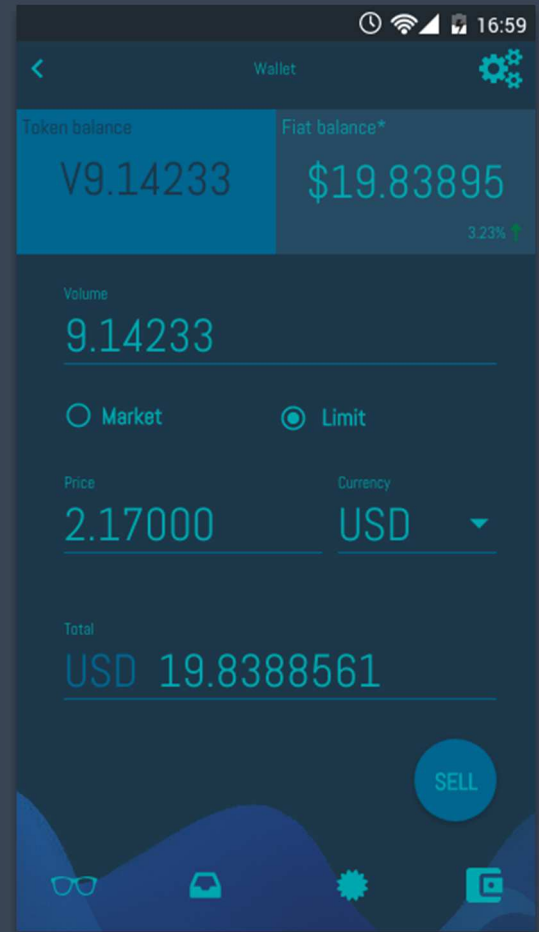 16:59
Wallet
Token balance
Fiat balance*
V9.14233
$19.83895
3.23%
Volume
9.14233
Market
Limit
Price
Currency
2.17000
USD
Total
USD 19.8388561
SELL